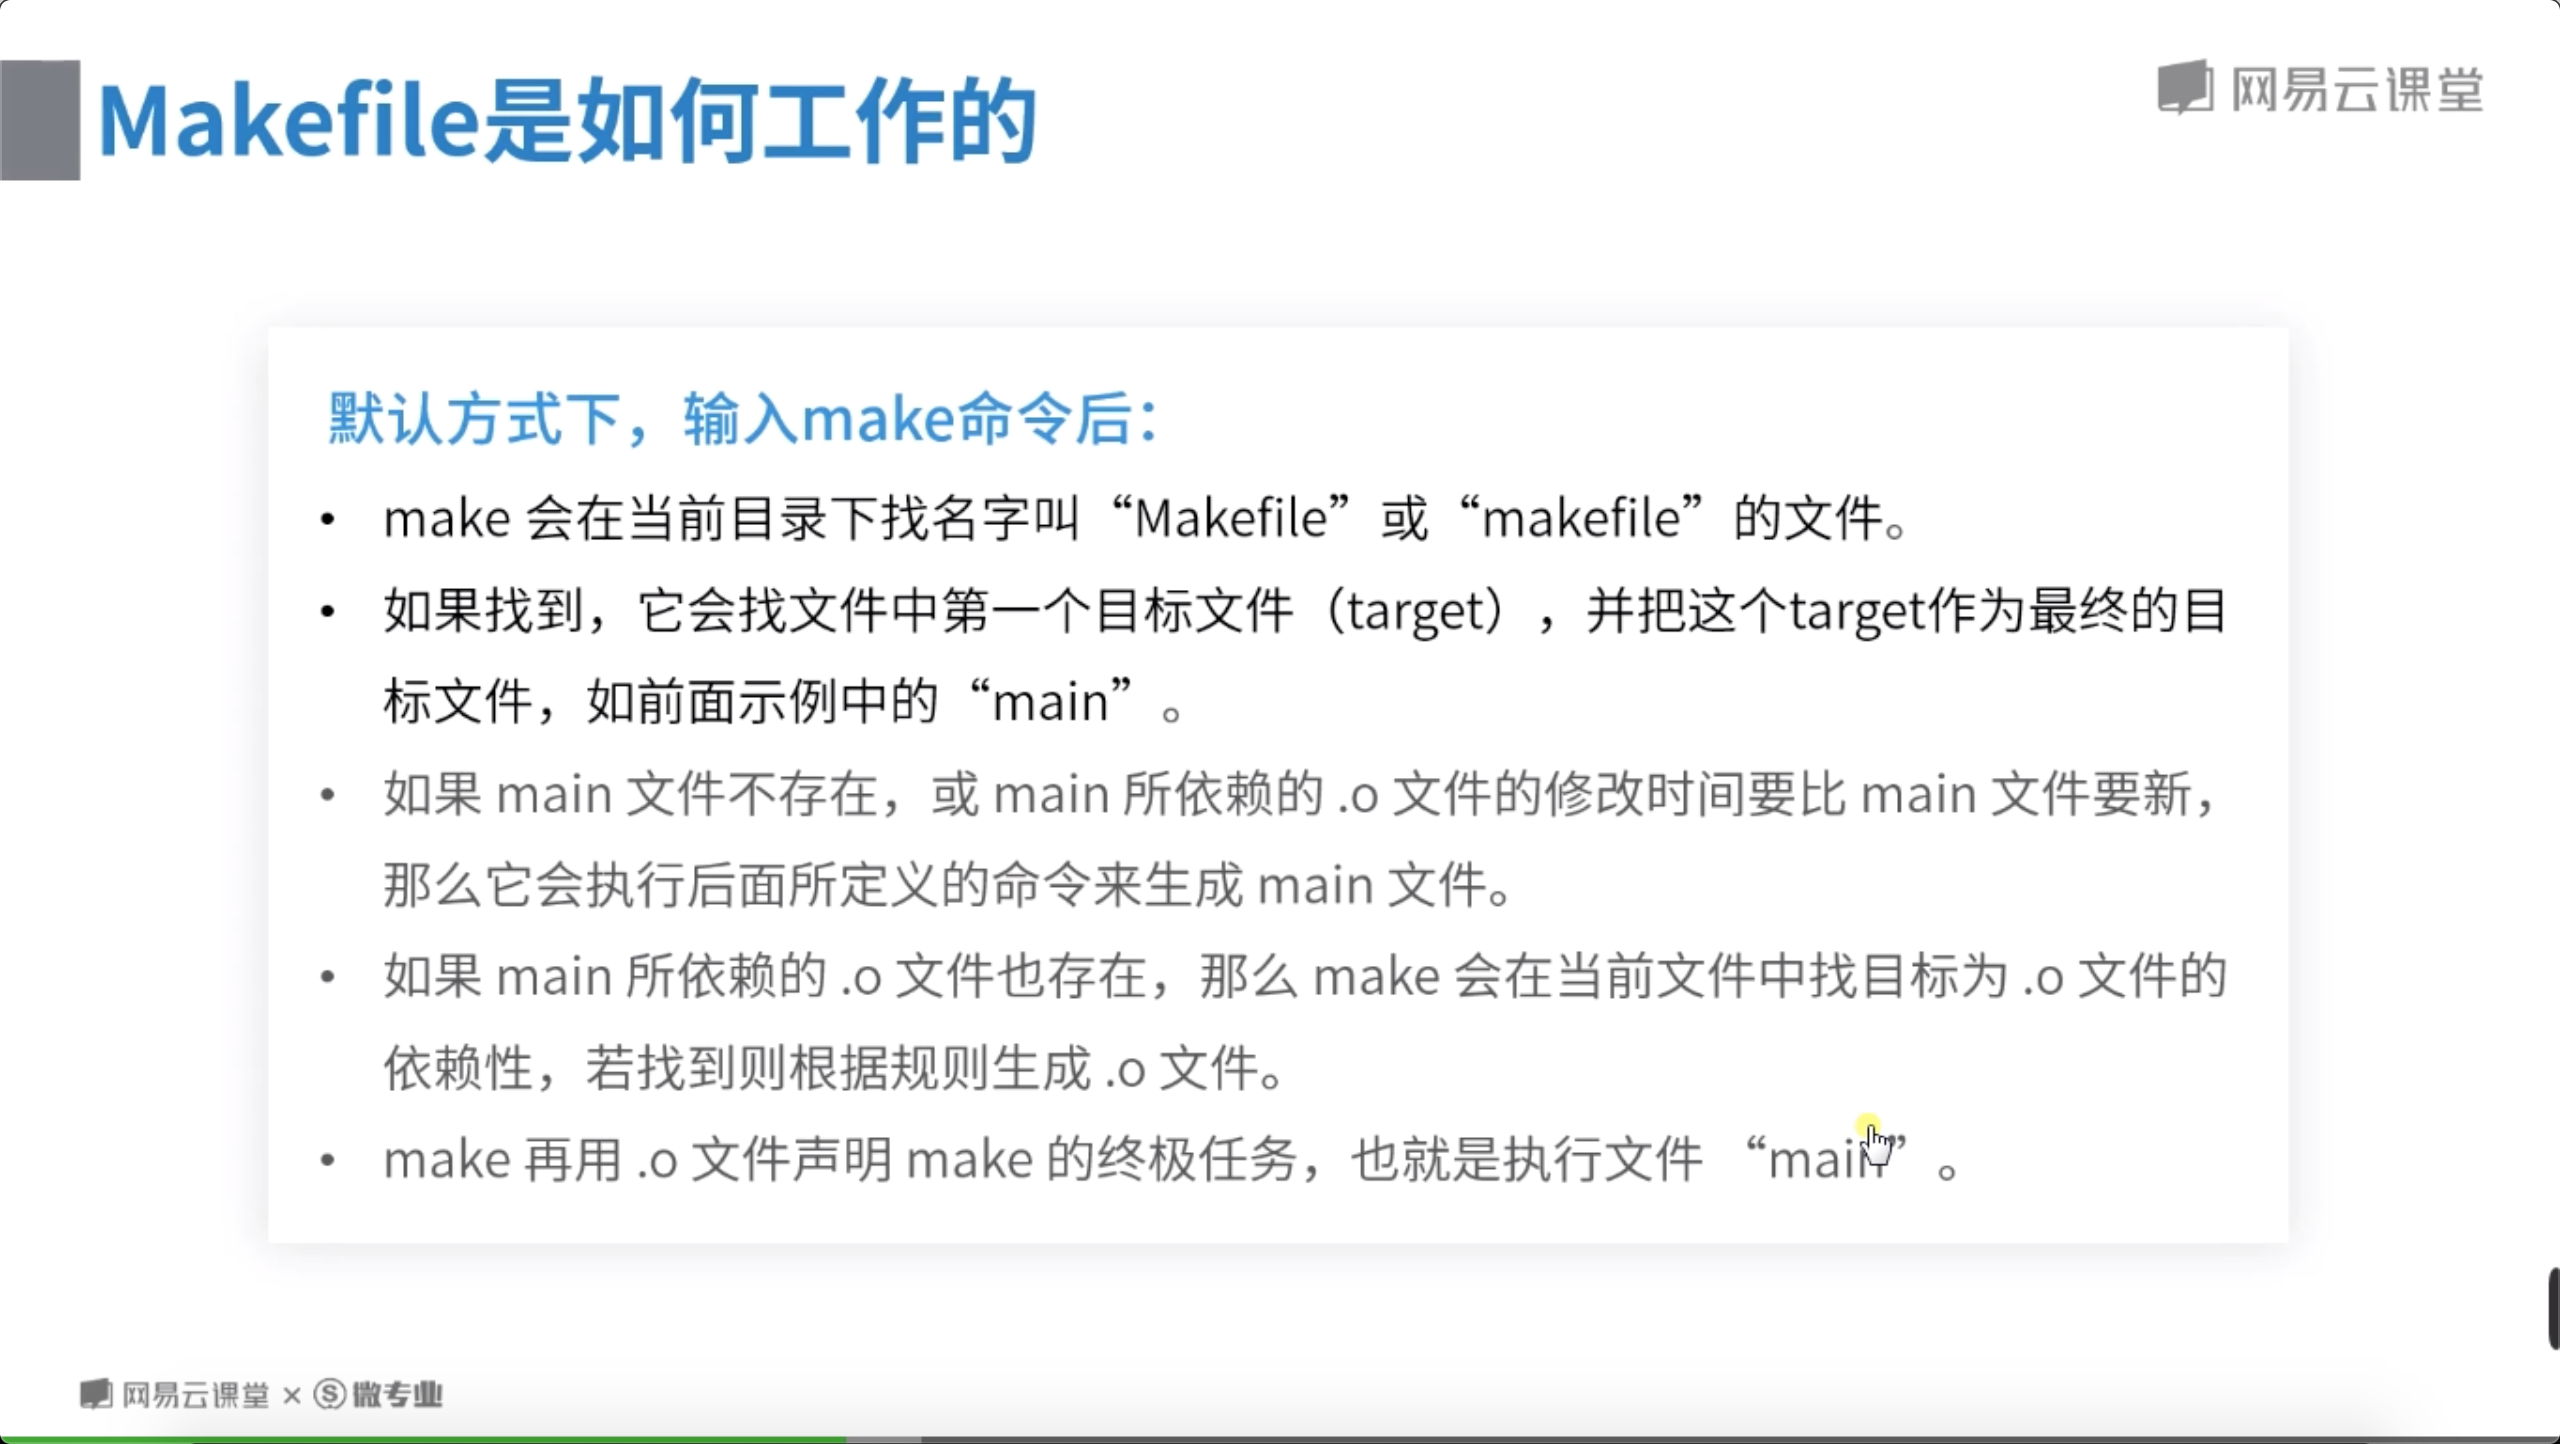 Makefile是如何工作的
网易云课堂
默认方式下，输入make命令后：
• make 会在当前目录下找名字叫“Makefile”或“makefile”的文件。
• 如果找到，它会找文件中第一个目标文件（target），并把这个target作为最终的目
标文件，如前面示例中的“main”。
• 如果 main 文件不存在，或 main 所依赖的 .o 文件的修改时间要比 main 文件要新，
那么它会执行后面所定义的命令来生成 main 文件。
• 如果 main 所依赖的 .o 文件也存在，那么 make 会在当前文件中找目标为 .o 文件的
依赖性，若找到则根据规则生成 .o 文件。
• make 再用 .o 文件声明 make 的终极任务，也就是执行文件 “main”。
网易云课堂 × Ⓢ微专业